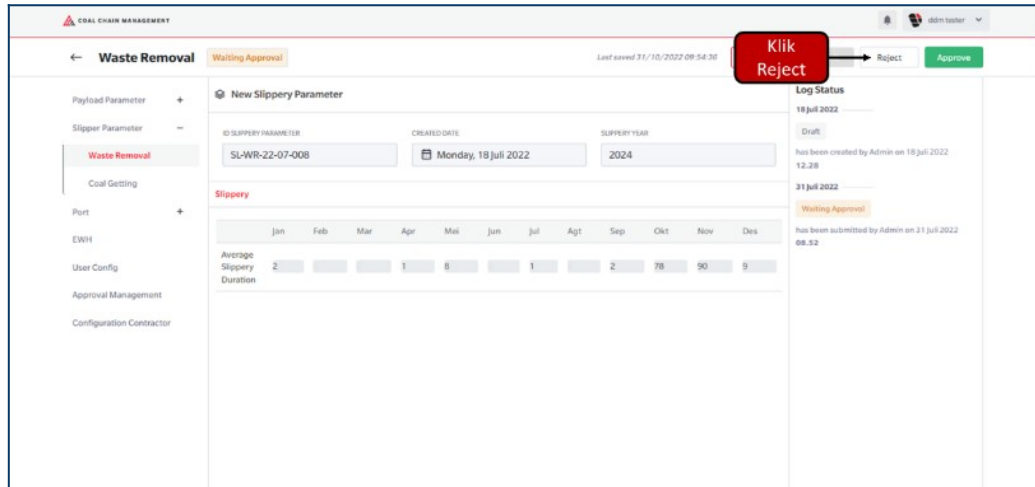 COAL CHAIN MANAGEMENT
ddm tester
Waste Removal
Waiting Approval
Last saved 31/10/2022 09:54:36
Klik
Reject
Reject
Approve
Payload Parameter +
Slipper Parameter −
Waste Removal
Coal Getting
Port +
EWH
User Config
Approval Management
Configuration Contractor
New Slippery Parameter
ID SLIPPERY PARAMETER
CREATED DATE
SLIPPERY YEAR
SL-WR-22-07-008
Monday, 18 Juli 2022
2024
Slippery
Jan Feb Mar Apr Mei Jun Jul Agt Sep Okt Nov Des
Average
Slippery
Duration
2 1 8 1 2 78 90 9
Log Status
18 Juli 2022
Draft
has been created by Admin on 18 Juli 2022
12.28
31 Juli 2022
Waiting Approval
has been submitted by Admin on 31 Juli 2022
08.52